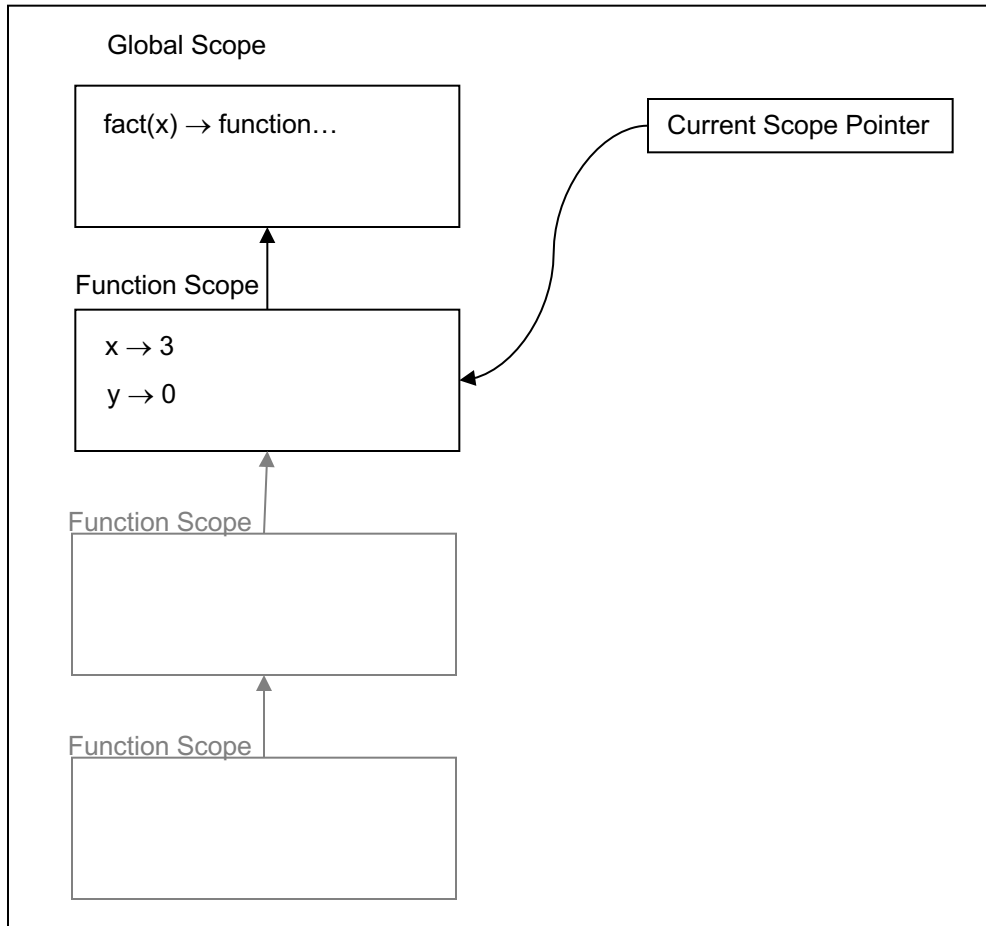 Global Scope
fact(x) → function…
Current Scope Pointer
Function Scope
x → 3
y → 0
Function Scope
Function Scope